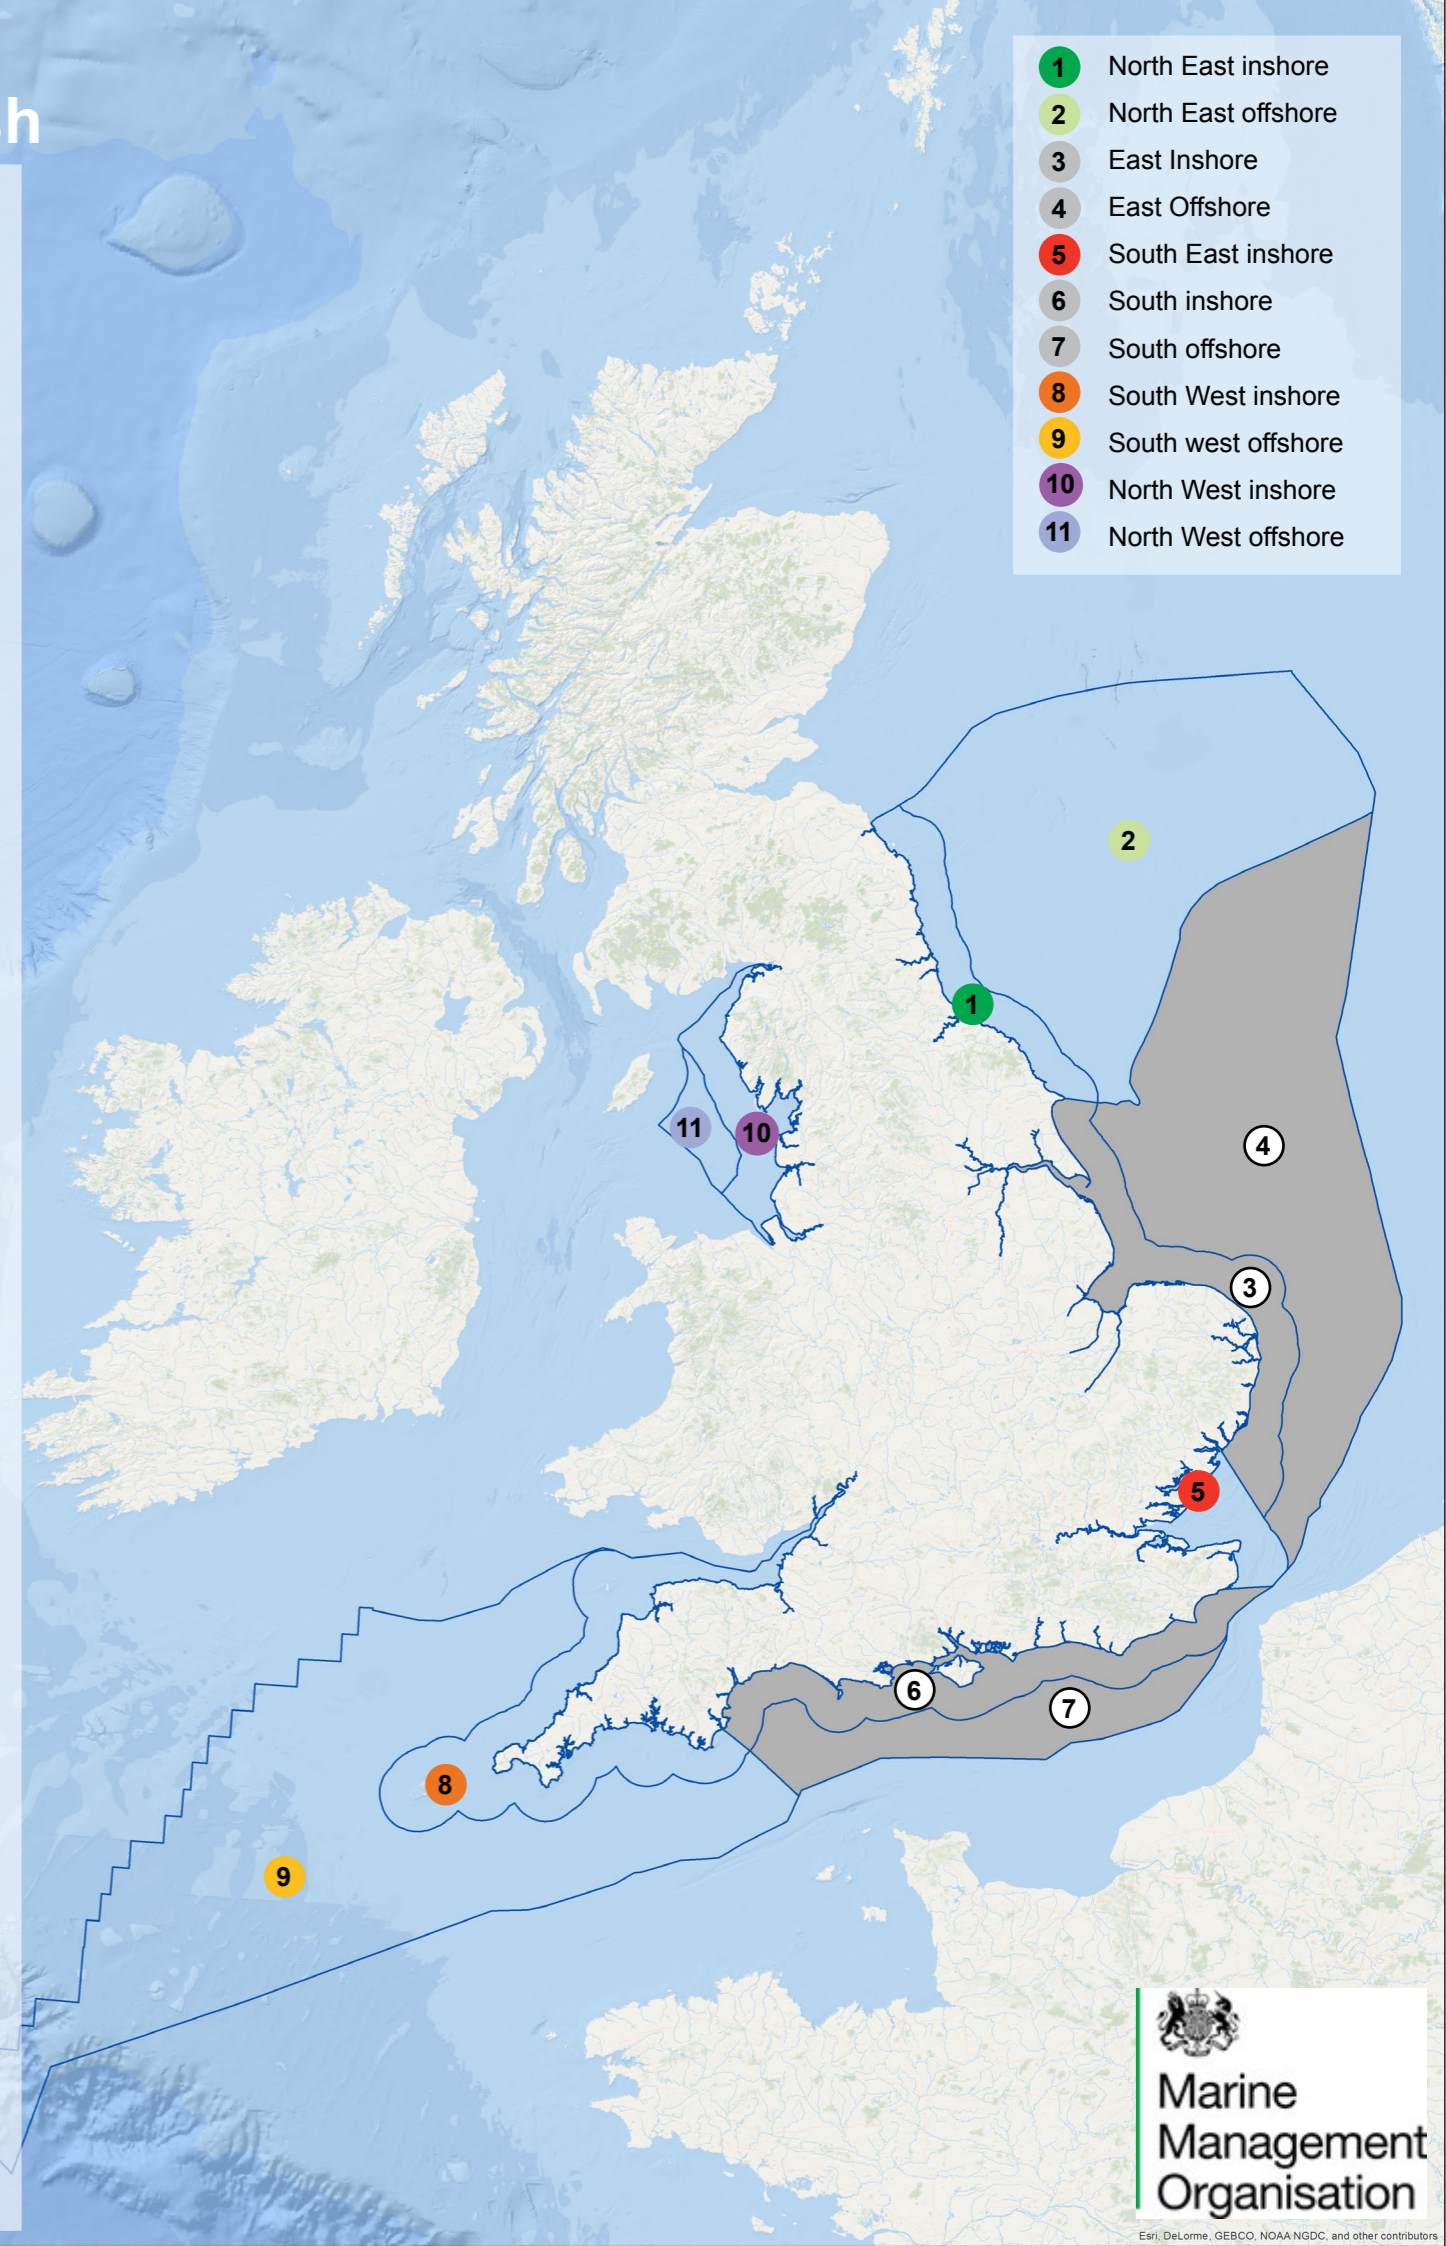 h
1 North East inshore
2 North East offshore
3 East Inshore
4 East Offshore
5 South East inshore
6 South inshore
7 South offshore
8 South West inshore
9 South west offshore
10 North West inshore
11 North West offshore
2
1
11
10
4
3
5
6
7
8
9
Marine
Management
Organisation
Esri, DeLorme, GEBCO, NOAA NGDC, and other contributors